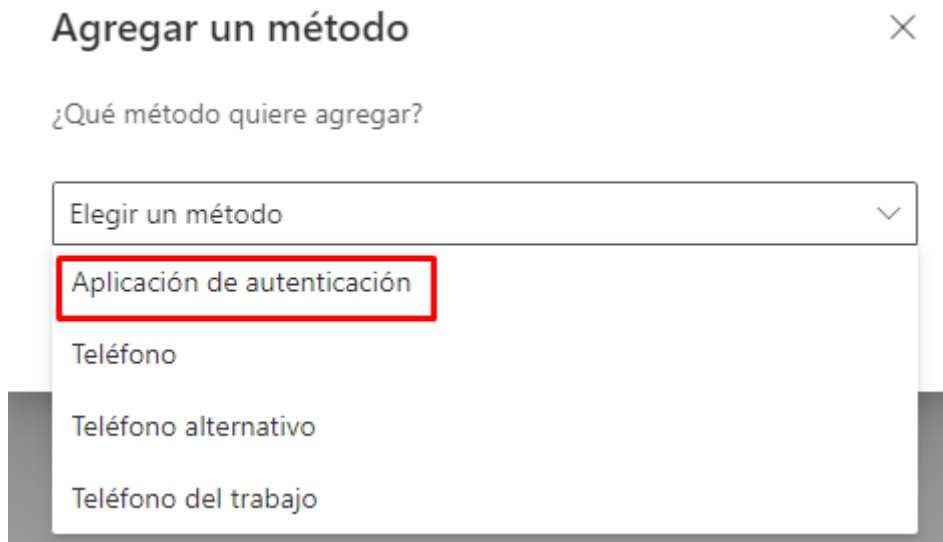 Agregar un método
¿Qué método quiere agregar?
Elegir un método
Aplicación de autenticación
Teléfono
Teléfono alternativo
Teléfono del trabajo